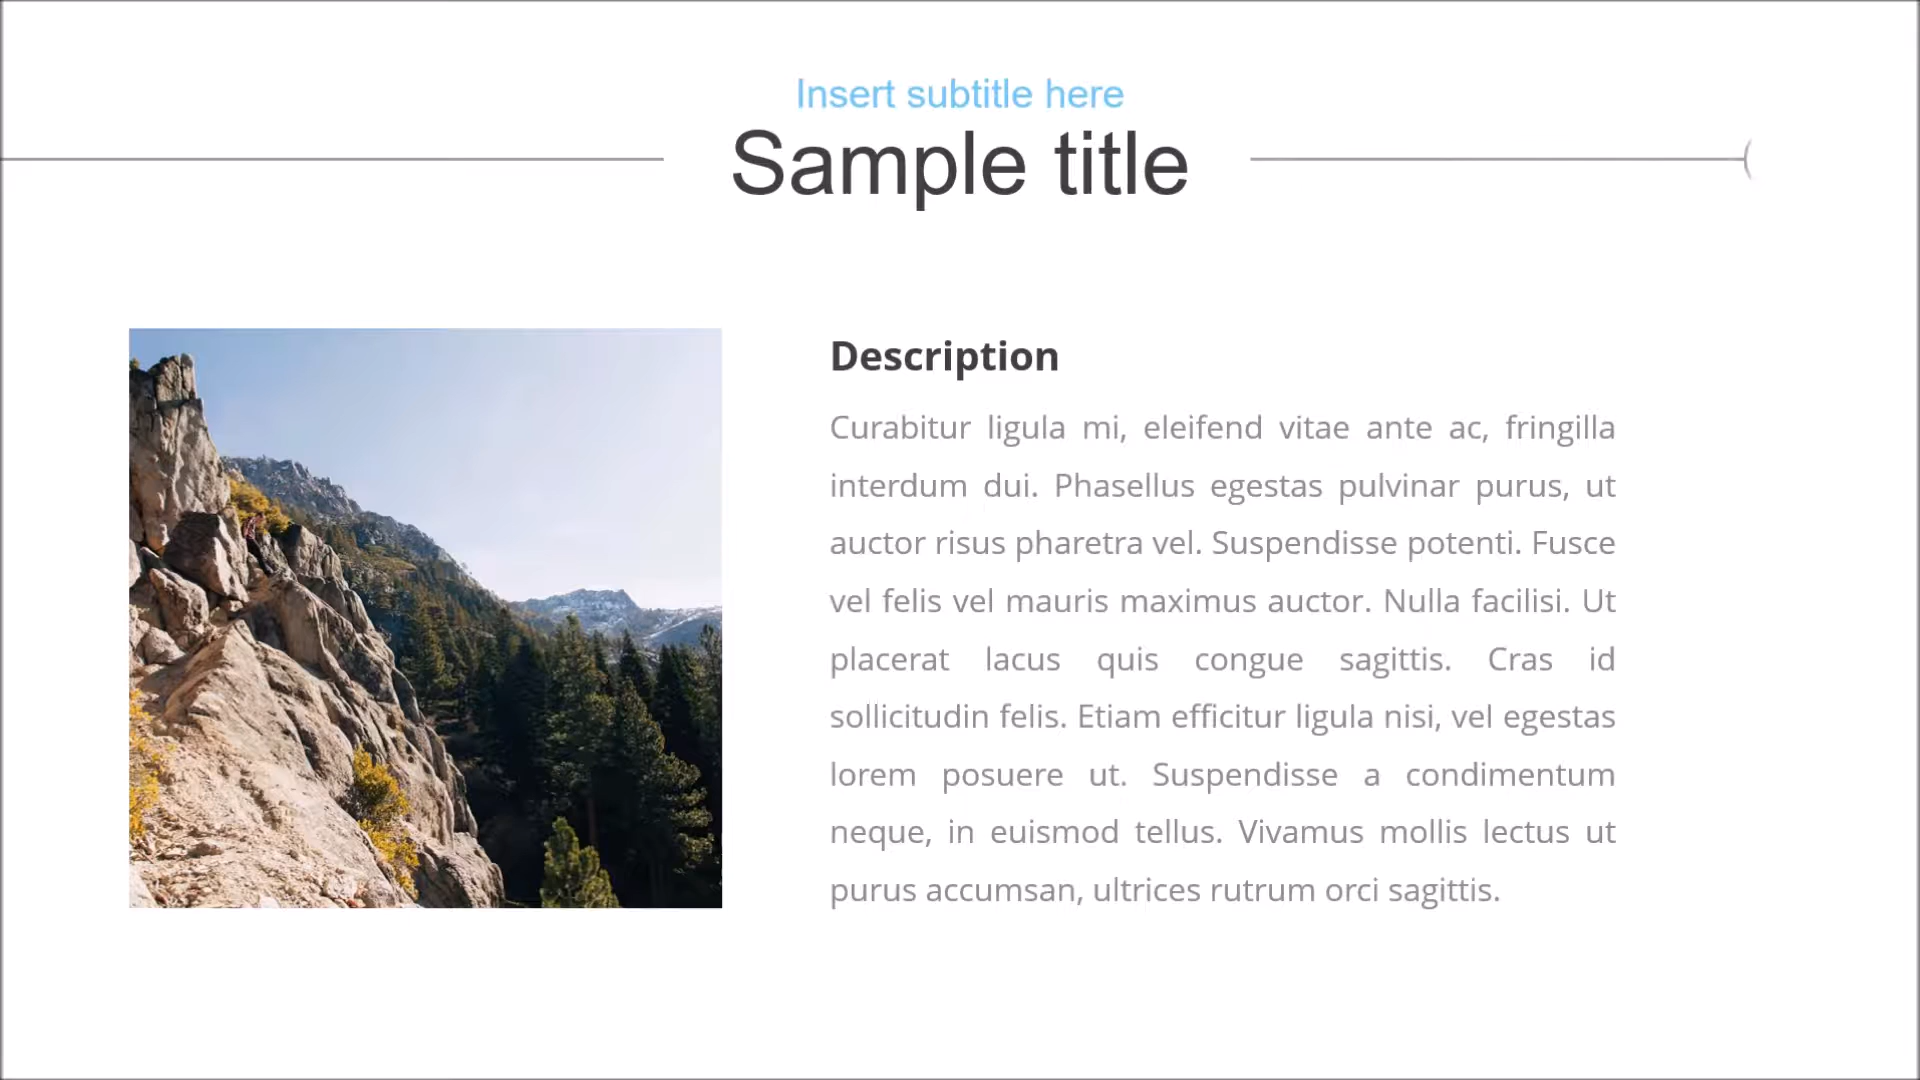 Insert subtitle here
Sample title
Description
Curabitur ligula mi, eleifend vitae ante ac, fringilla
interdum dui. Phasellus egestas pulvinar purus, ut
auctor risus pharetra vel. Suspendisse potenti. Fusce
vel felis vel mauris maximus auctor. Nulla facilisi. Ut
placerat lacus quis congue sagittis. Cras id
sollicitudin felis. Etiam efficitur ligula nisi, vel egestas
lorem posuere ut. Suspendisse a condimentum
neque, in euismod tellus. Vivamus mollis lectus ut
purus accumsan, ultrices rutrum orci sagittis.